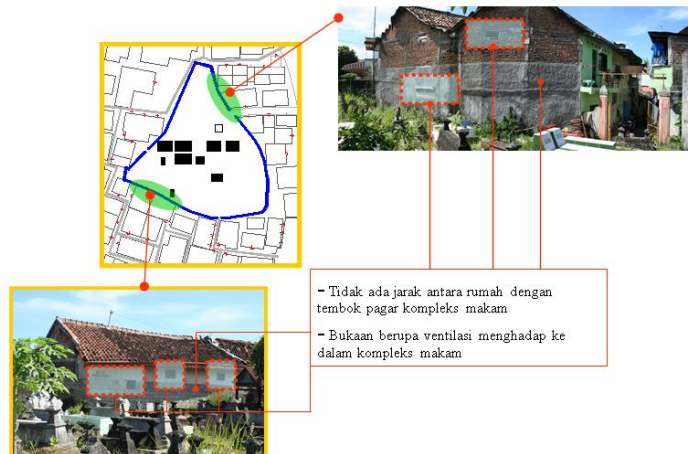 – Tidak ada jarak antara rumah dengan
tembok pagar kompleks makam
– Bukaan berupa ventilasi menghadap ke
dalam kompleks makam